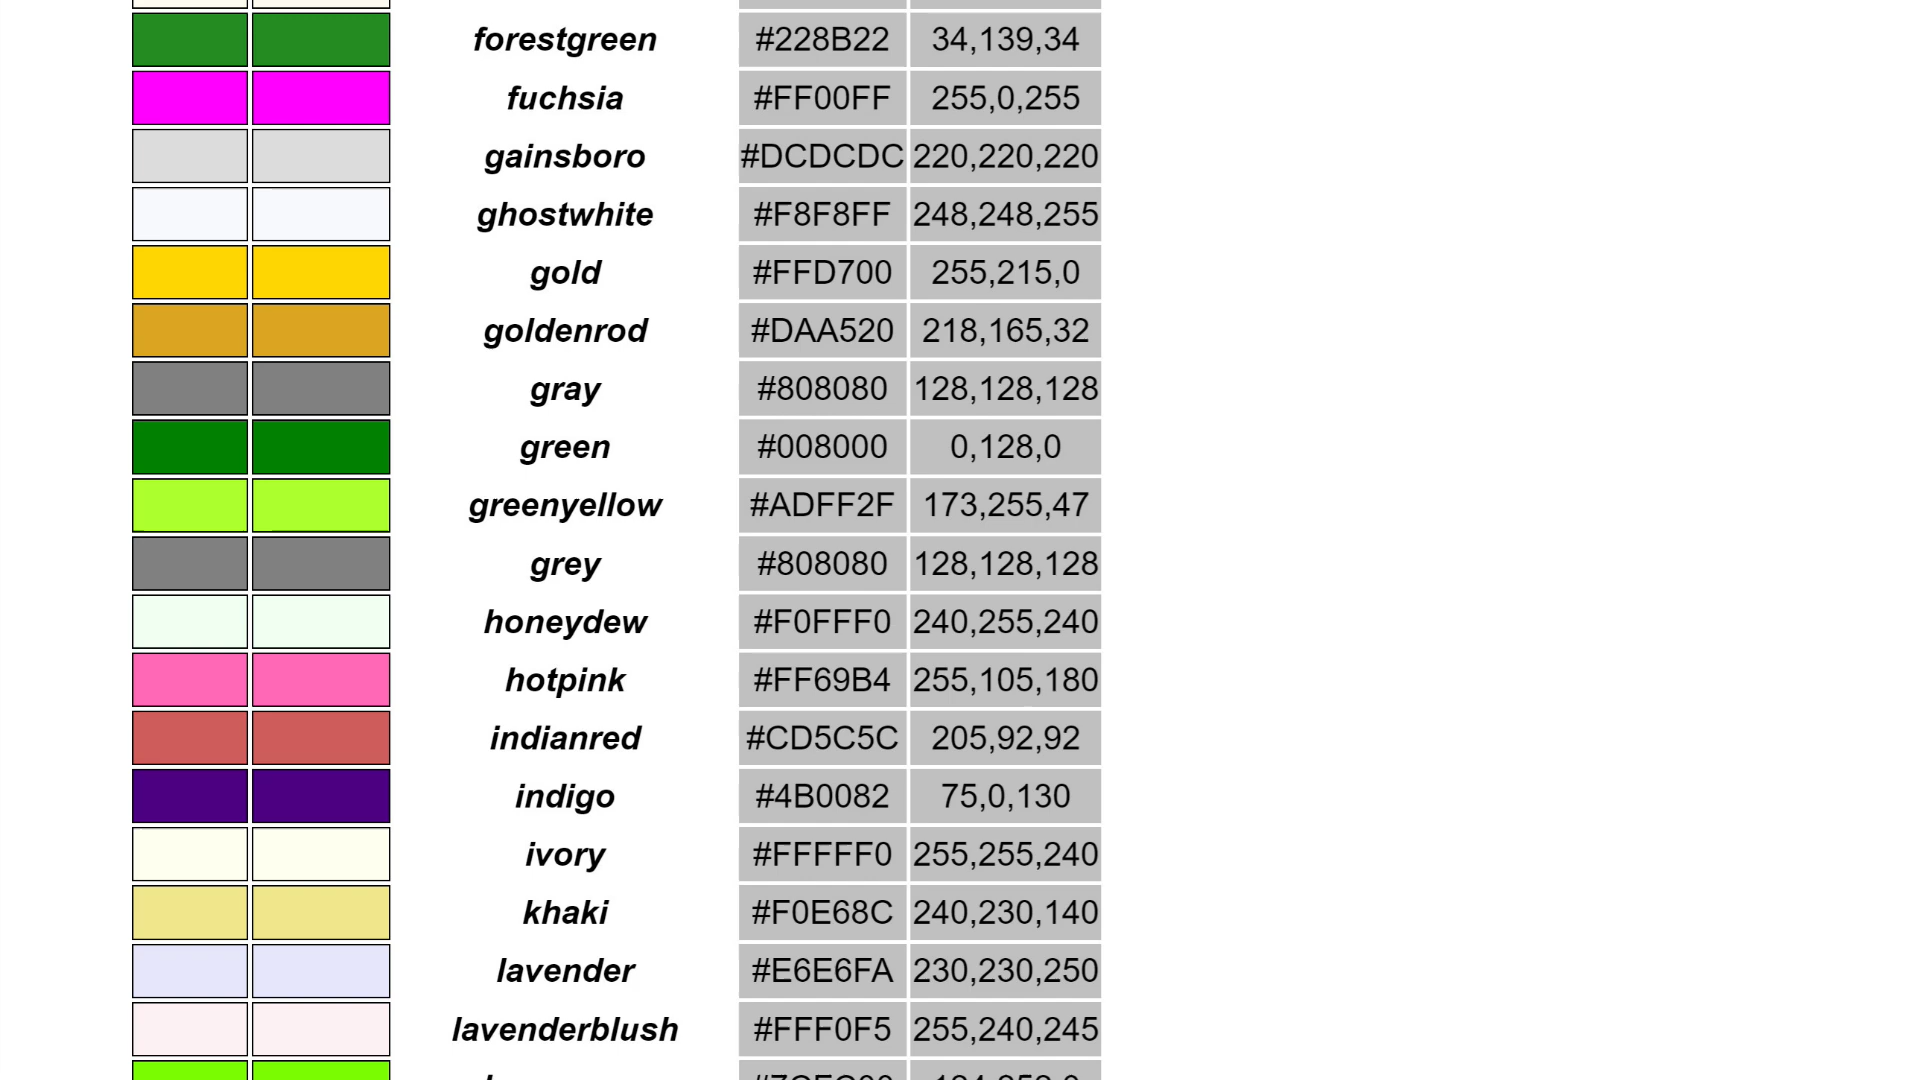 forestgreen #228B22 34,139,34
fuchsia #FF00FF 255,0,255
gainsboro #DCDCDC 220,220,220
ghostwhite #F8F8FF 248,248,255
gold #FFD700 255,215,0
goldenrod #DAA520 218,165,32
gray #808080 128,128,128
green #008000 0,128,0
greenyellow #ADFF2F 173,255,47
grey #808080 128,128,128
honeydew #F0FFF0 240,255,240
hotpink #FF69B4 255,105,180
indianred #CD5C5C 205,92,92
indigo #4B0082 75,0,130
ivory #FFFFF0 255,255,240
khaki #F0E68C 240,230,140
lavender #E6E6FA 230,230,250
lavenderblush #FFF0F5 255,240,245